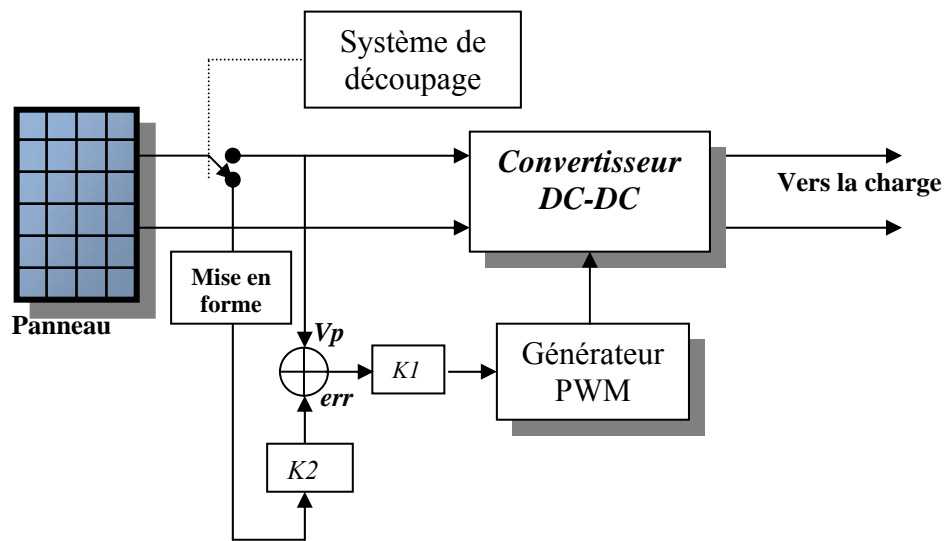 Système de
découpage
Convertisseur
DC-DC
Vers la charge
Mise en
forme
Panneau
Vp
K1
Générateur
PWM
err
K2